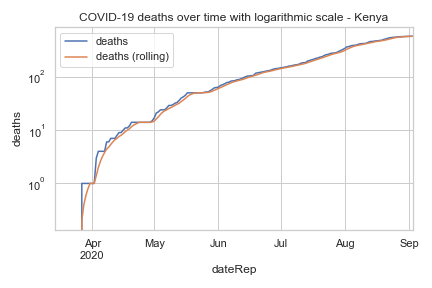 COVID-19 deaths over time with logarithmic scale - Kenya
deaths
deaths (rolling)
10²
10¹
10⁰
deaths
Apr May Jun Jul Aug Sep
2020
dateRep